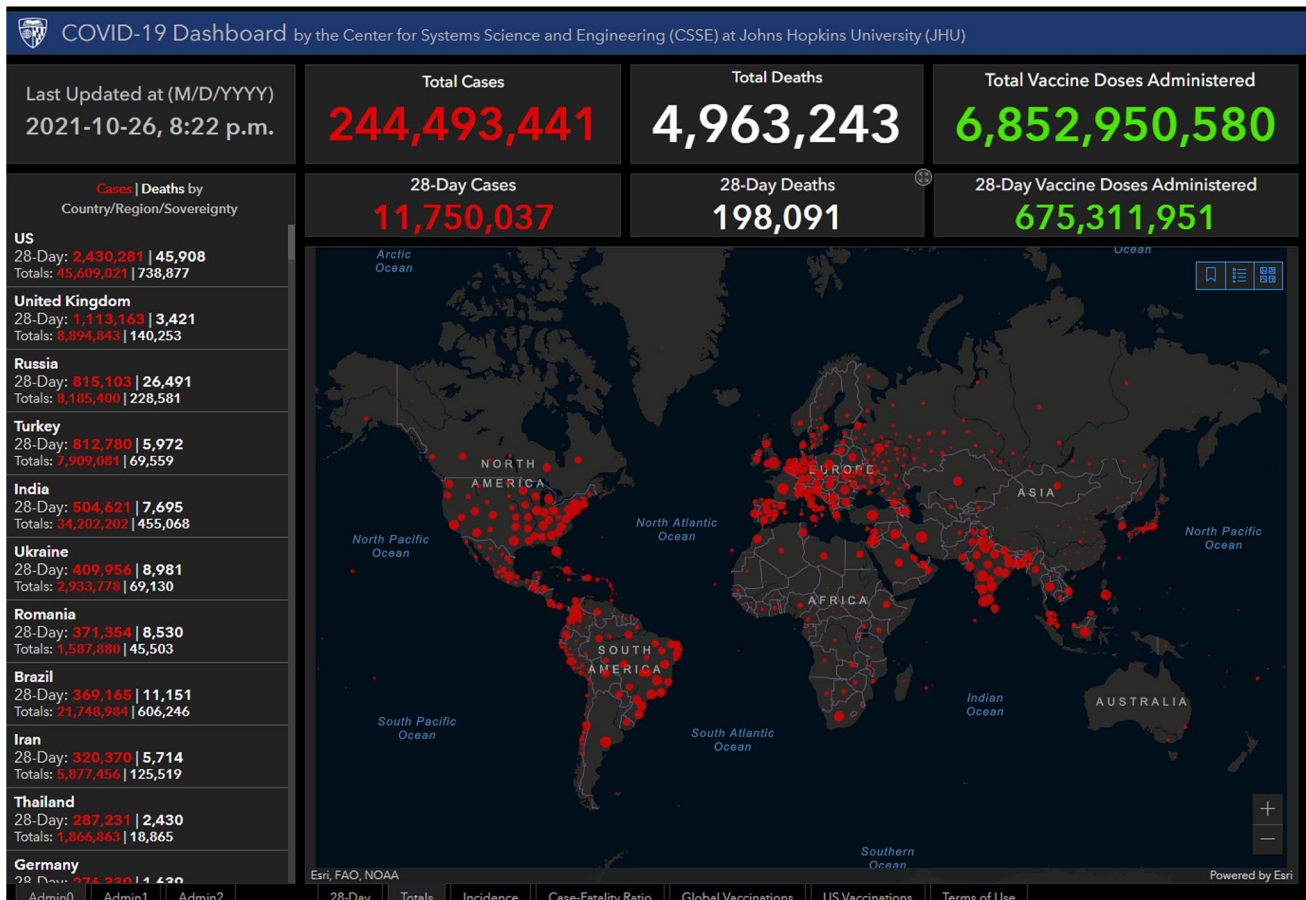 COVID-19 Dashboard by the Center for Systems Science and Engineering (CSSE) at Johns Hopkins University (JHU)
Last Updated at (M/D/YYYY)
2021-10-26, 8:22 p.m.
Total Cases
244,493,441
Total Deaths
4,963,243
Total Vaccine Doses Administered
6,852,950,580
28-Day Cases
11,750,037
28-Day Deaths
198,091
28-Day Vaccine Doses Administered
675,311,951
Cases | Deaths by
Country/Region/Sovereignty
US
28-Day: 2,430,281 | 45,908
Totals: 45,609,021 | 738,877
United Kingdom
28-Day: 1,113,163 | 3,421
Totals: 8,894,843 | 140,253
Russia
28-Day: 815,103 | 26,491
Totals: 8,185,400 | 228,581
Turkey
28-Day: 812,780 | 5,972
Totals: 7,909,081 | 69,559
India
28-Day: 504,621 | 7,695
Totals: 34,202,202 | 455,068
Ukraine
28-Day: 409,956 | 8,981
Totals: 2,933,778 | 69,130
Romania
28-Day: 371,354 | 8,530
Totals: 1,587,880 | 45,503
Brazil
28-Day: 369,165 | 11,151
Totals: 21,748,984 | 606,246
Iran
28-Day: 320,370 | 5,714
Totals: 5,877,456 | 125,519
Thailand
28-Day: 287,231 | 2,430
Totals: 1,866,863 | 18,865
Germany
28-Day: 276,330 | 1,639
Arctic
Ocean
Ocean
NORTH
AMERICA
EUROPE
ASIA
North Atlantic
Ocean
North Pacific
Ocean
North Pacific
Ocean
AFRICA
SOUTH
AMERICA
Indian
Ocean
AUSTRALIA
South Pacific
Ocean
South Atlantic
Ocean
Southern
Ocean
Esri, FAO, NOAA
Powered by Esri
Admin0
Admin1
Admin2
28-Day
Totals
Incidence
Case-Fatality Ratio
Global Vaccinations
US Vaccinations
Terms of Use